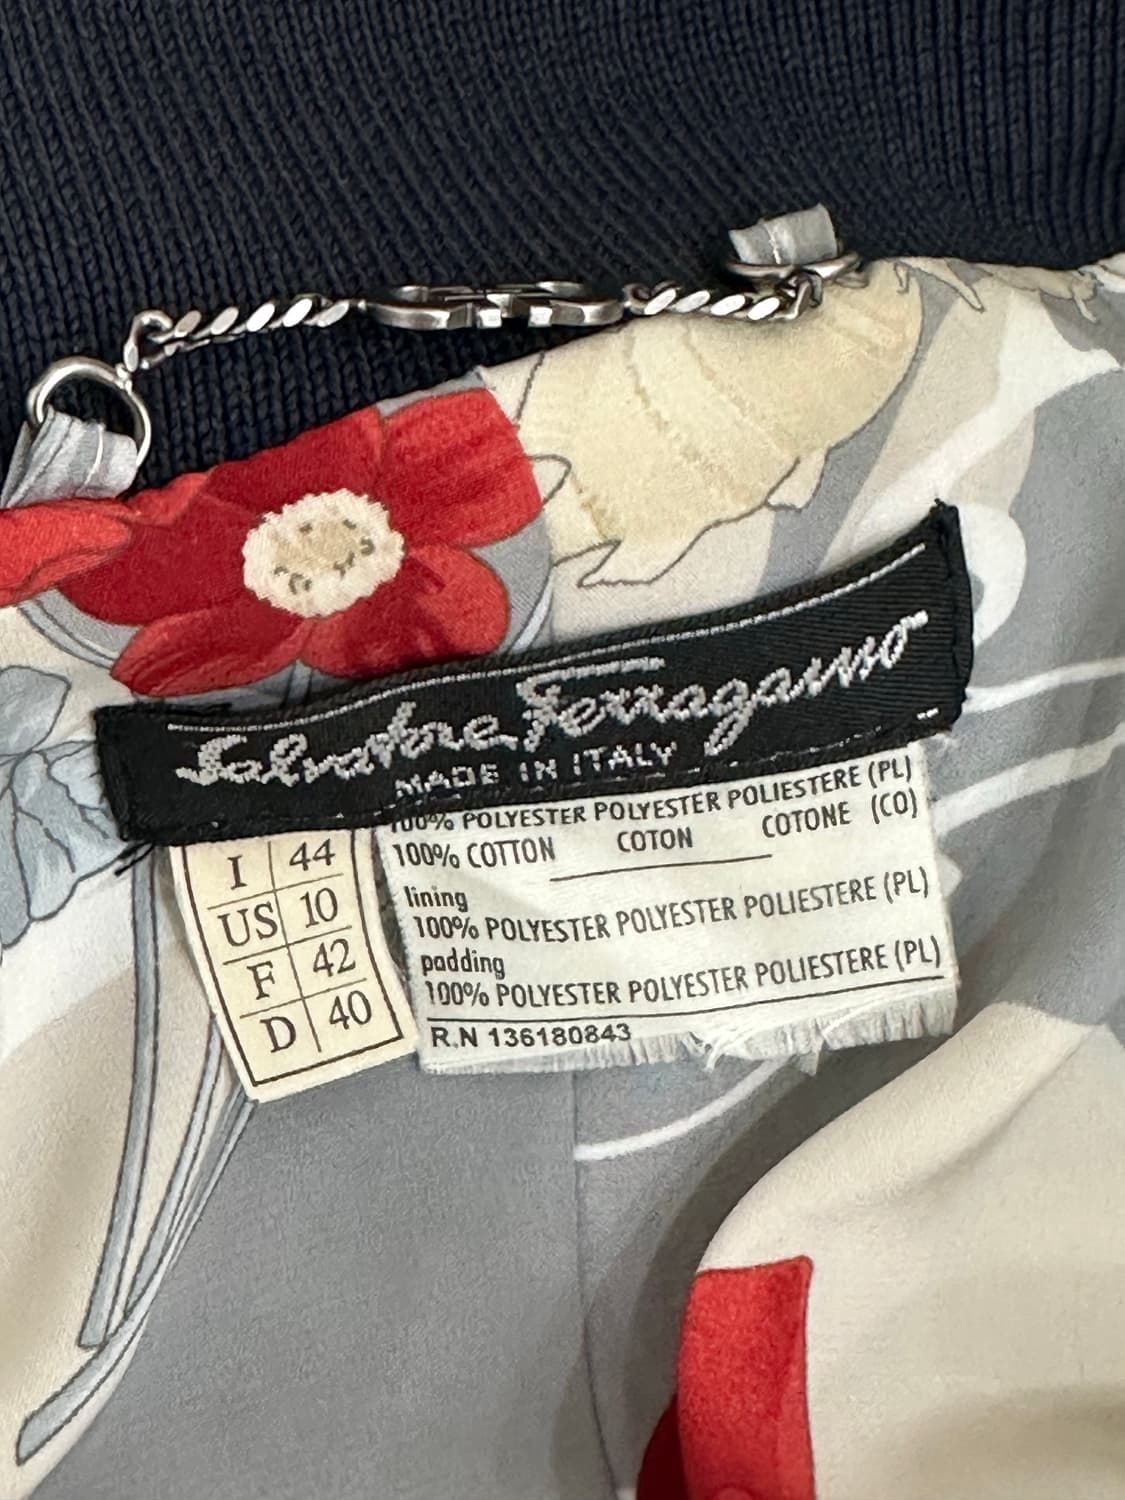 Salvatore Ferragamo
MADE IN ITALY
I 44
US 10
F 42
D 40
100% POLYESTER POLYESTER POLIESTERE (PL)
100% COTTON COTON COTONE (CO)
lining
100% POLYESTER POLYESTER POLIESTERE (PL)
padding
100% POLYESTER POLYESTER POLIESTERE (PL)
R.N 136180843